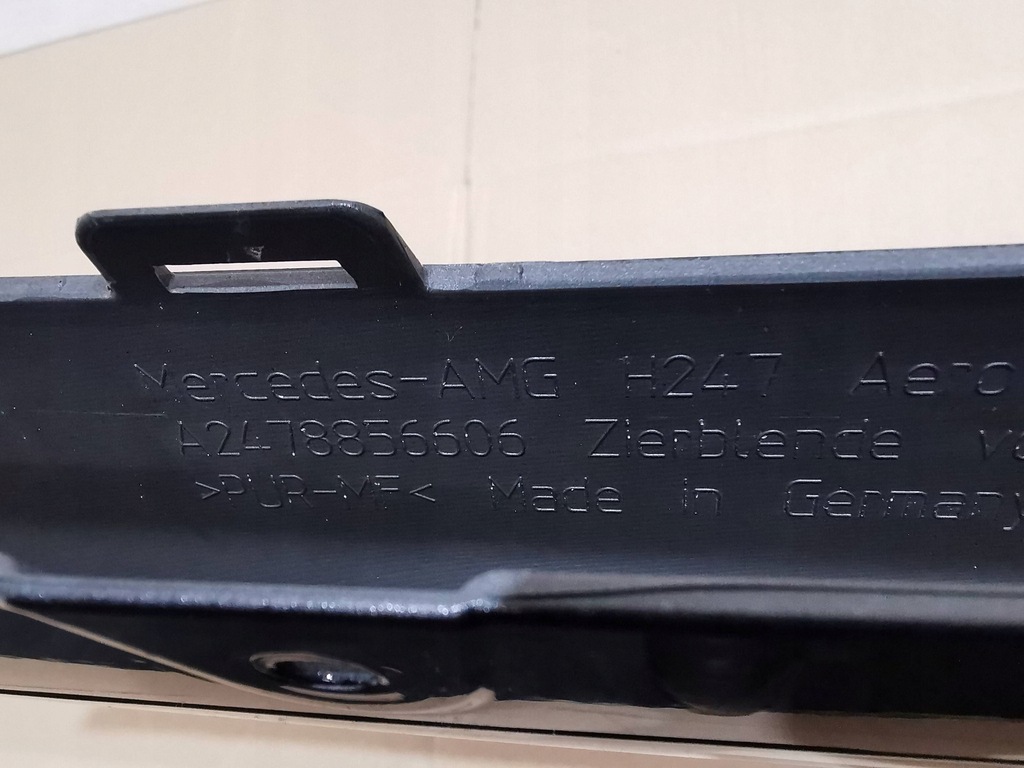 Mercedes-AMG H247 Aero
A2478856606 Zierblende
>PUR-MF< Made in Germany